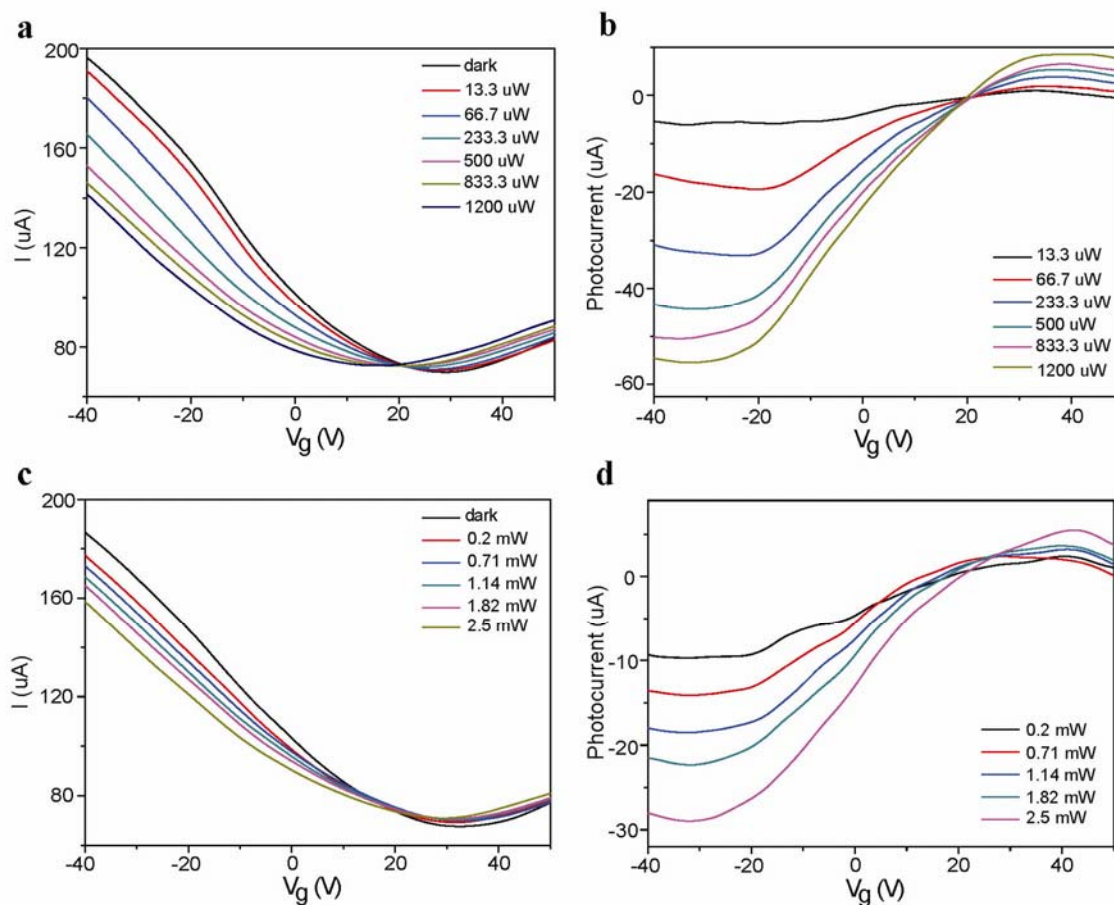 a
200
160
120
80
I (uA)
-40
-20
0
20
40
Vg (V)
dark
13.3 uW
66.7 uW
233.3 uW
500 uW
833.3 uW
1200 uW
b
0
-20
-40
-60
Photocurrent (uA)
-40
-20
0
20
40
Vg (V)
13.3 uW
66.7 uW
233.3 uW
500 uW
833.3 uW
1200 uW
c
200
160
120
80
I (uA)
-40
-20
0
20
40
Vg (V)
dark
0.2 mW
0.71 mW
1.14 mW
1.82 mW
2.5 mW
d
0
-10
-20
-30
Photocurrent (uA)
-40
-20
0
20
40
Vg (V)
0.2 mW
0.71 mW
1.14 mW
1.82 mW
2.5 mW